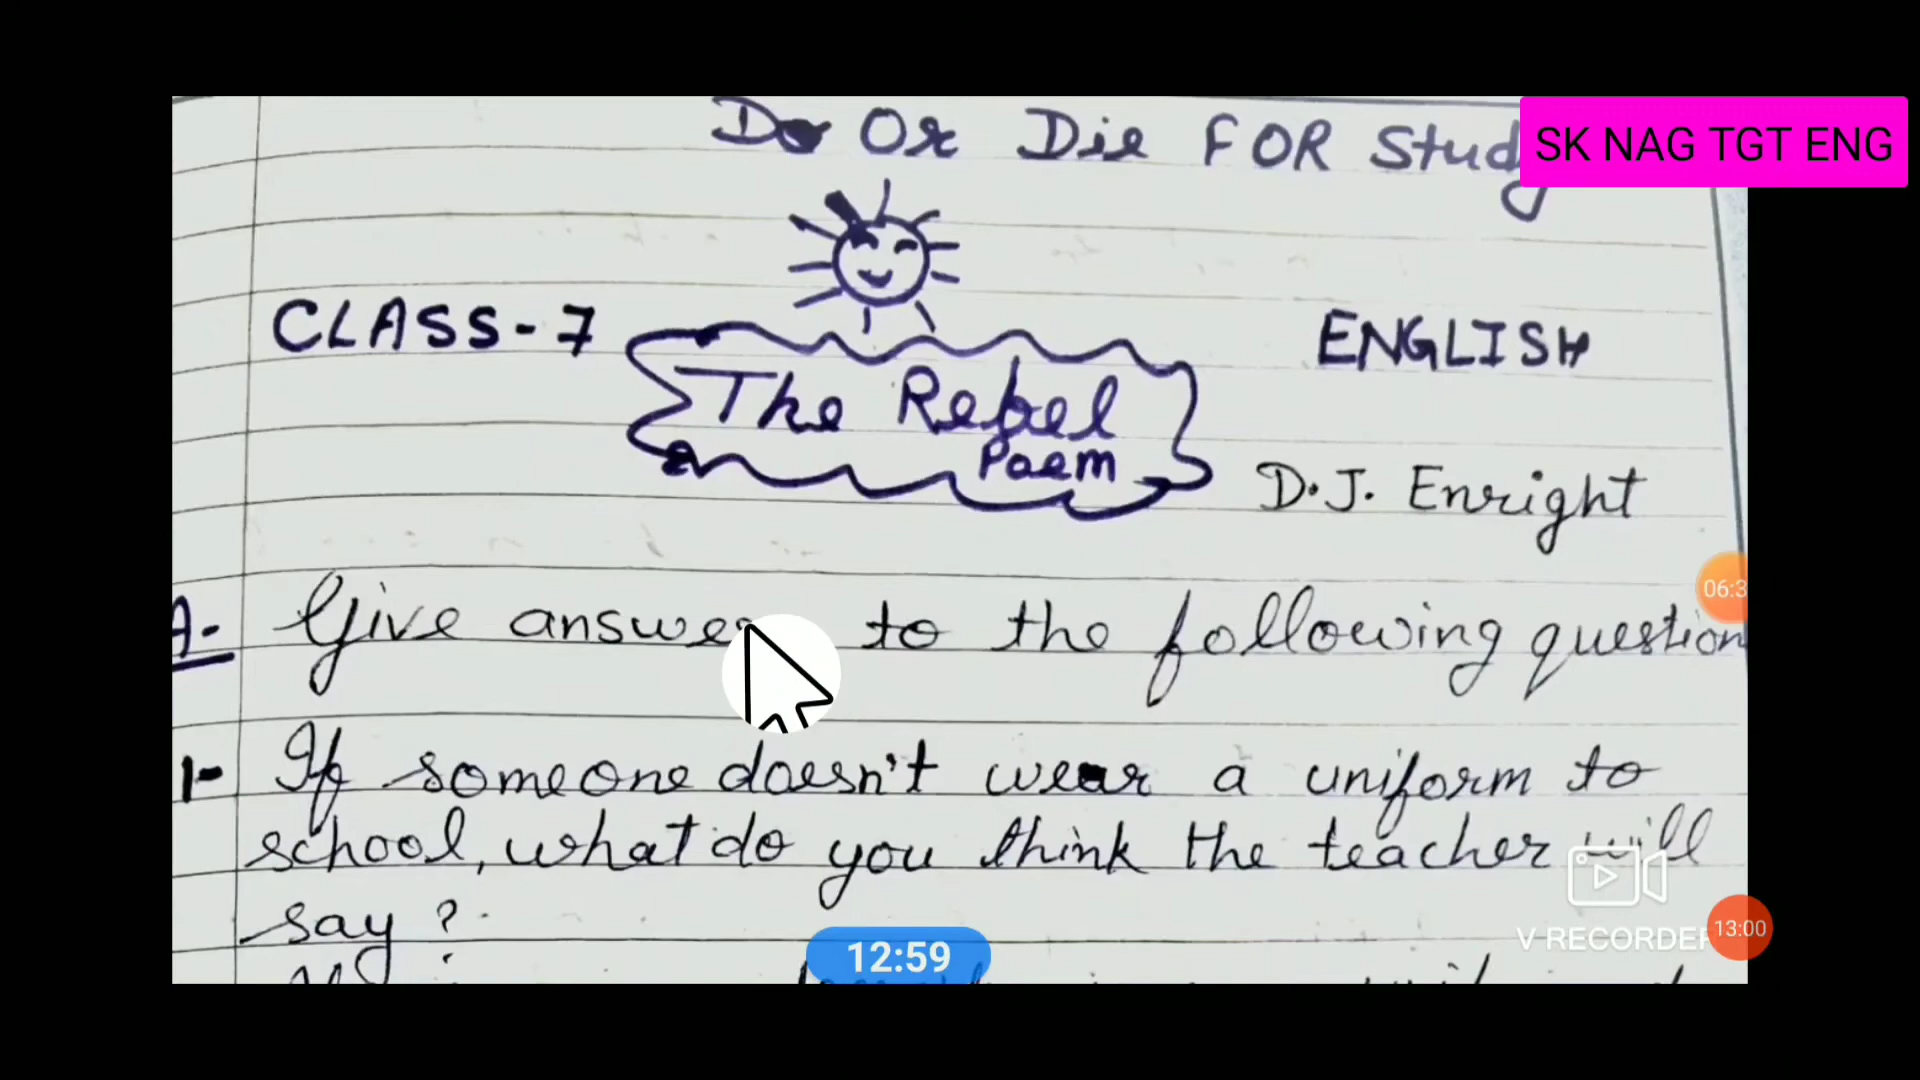 Do Or Die FOR Stud
SK NAG TGT ENG
CLASS-7
ENGLISH
The Rebel
Poem
D.J. Enright
06:3
A- Give answer to the following question
1- If someone doesn't wear a uniform to
school, what do you think the teacher will
say?
V RECORDER
13:00
12:59